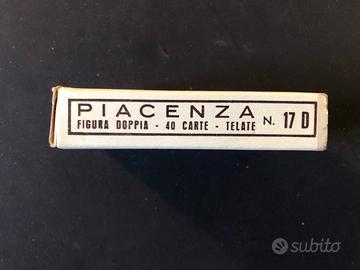 PIACENZA N. 17 D
FIGURA DOPPIA - 40 CARTE - TELATE
subito